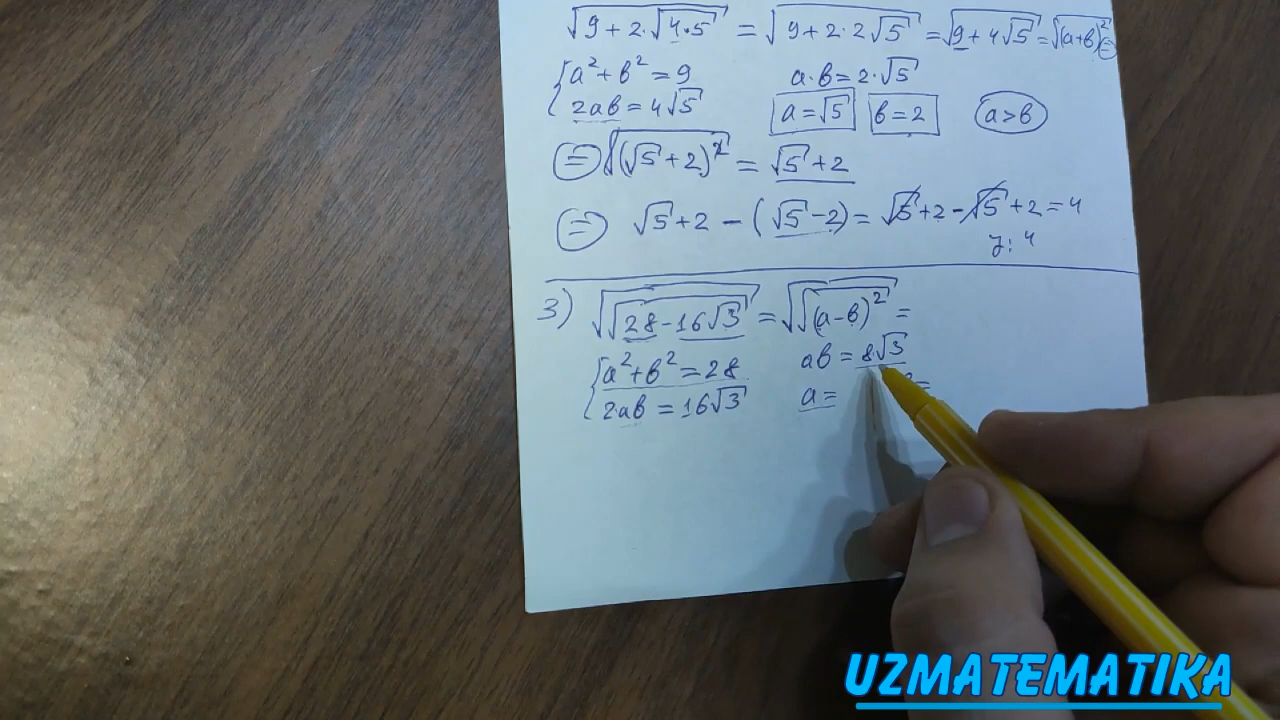 √(9+2·√(4·5)) = √(9+2·2√5) = √(9+4√5) = √((a+b)²) =
{ a²+b²=9 a·b=2·√5
2ab=4√5 a=√5 b=2 a>b
= √((√5+2)²) = √5+2
= √5+2-(√5-2)=√5+2-√5+2=4
J: 4
3) √(√(28-16√3)) = √(√((a-b)²)) =
{ a²+b²=28 ab=8√3
2ab=16√3 a=
UZMATEMATIKA